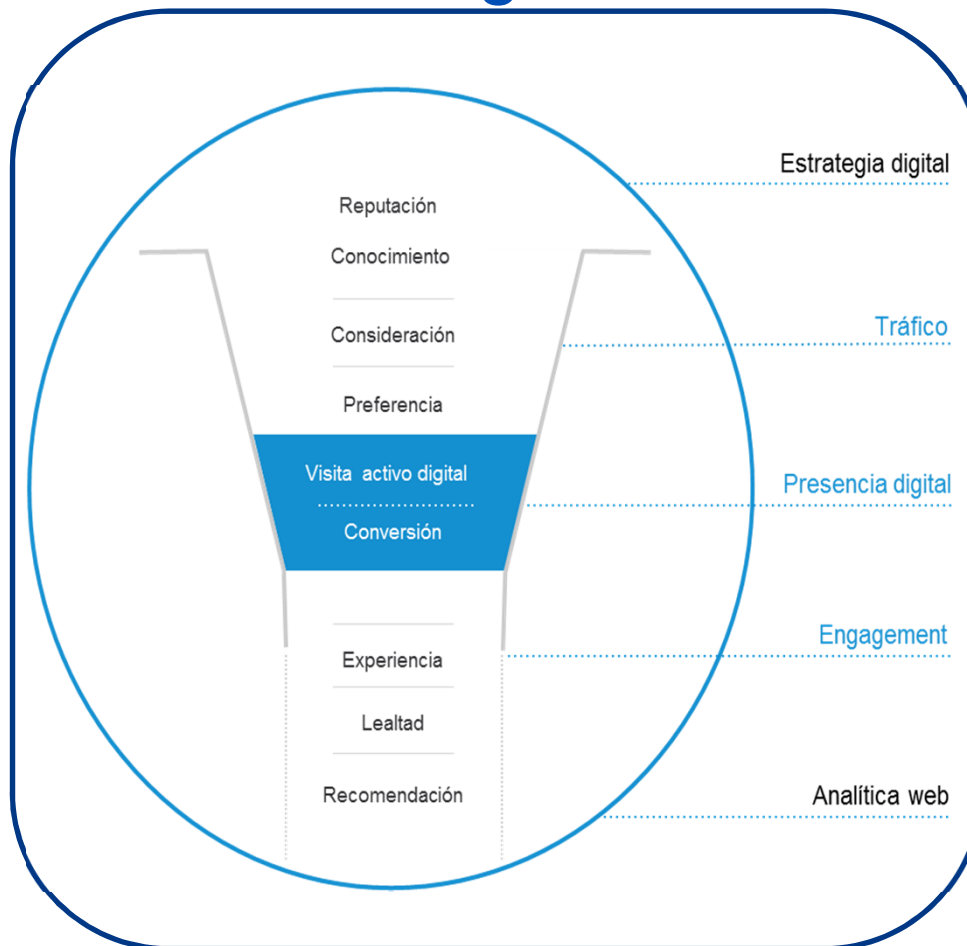 Estrategia digital
Reputación
Conocimiento
Tráfico
Consideración
Preferencia
Visita activo digital
Presencia digital
Conversión
Engagement
Experiencia
Lealtad
Recomendación
Analítica web